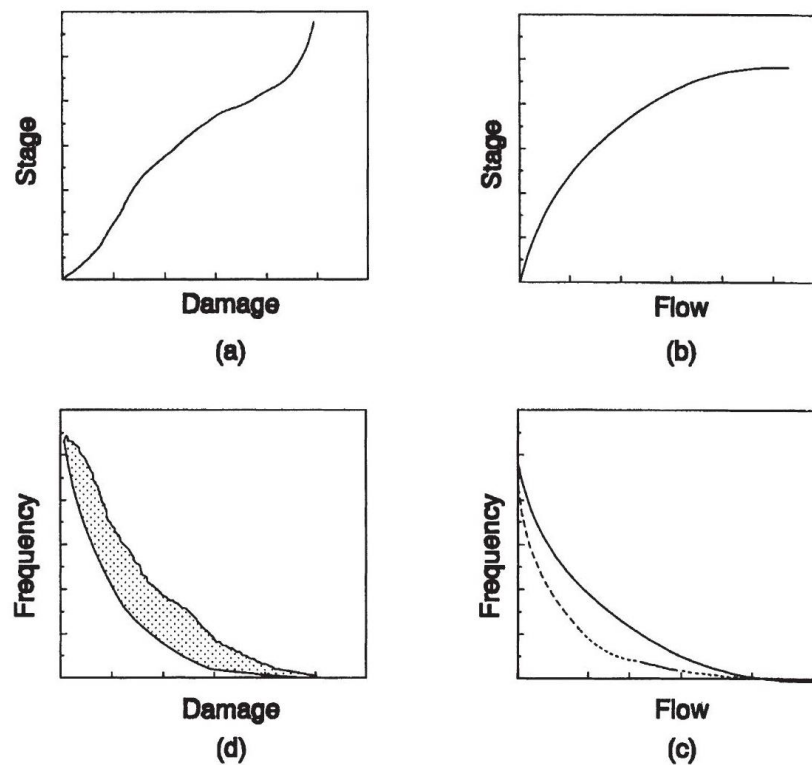 Stage
Damage
(a)
Stage
Flow
(b)
Frequency
Damage
(d)
Frequency
Flow
(c)